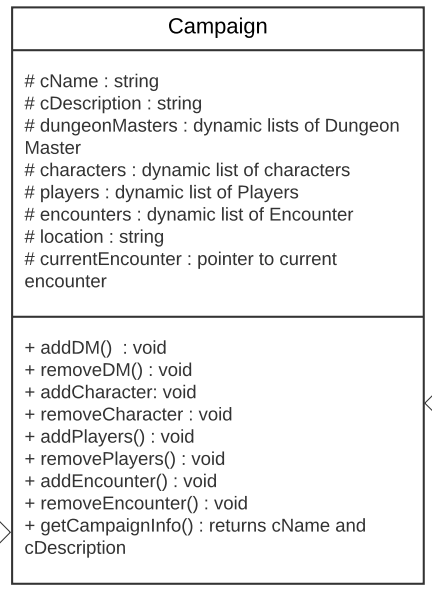 Campaign
# cName : string
# cDescription : string
# dungeonMasters : dynamic lists of Dungeon
Master
# characters : dynamic list of characters
# players : dynamic list of Players
# encounters : dynamic list of Encounter
# location : string
# currentEncounter : pointer to current
encounter
+ addDM()  : void
+ removeDM() : void
+ addCharacter: void
+ removeCharacter : void
+ addPlayers() : void
+ removePlayers() : void
+ addEncounter() : void
+ removeEncounter() : void
+ getCampaignInfo() : returns cName and
cDescription